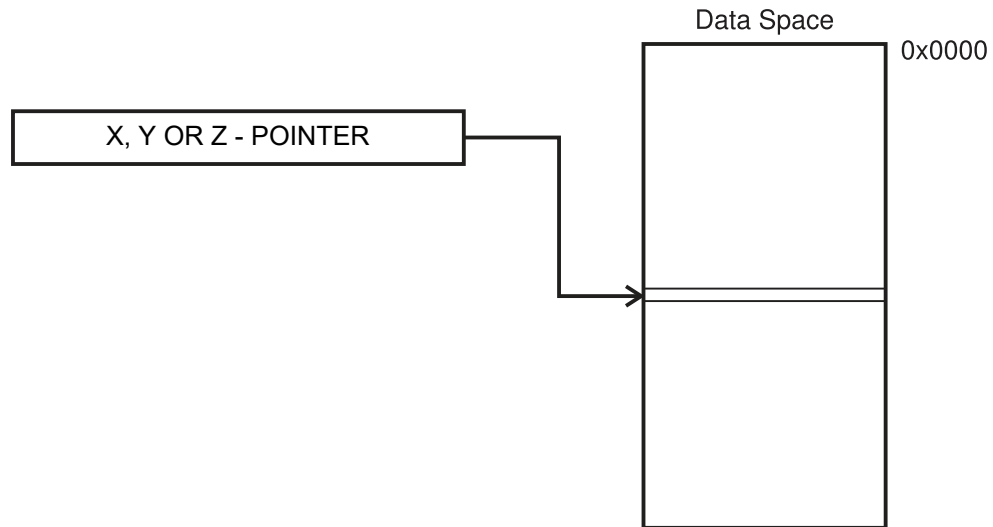 Data Space
0x0000
X, Y OR Z - POINTER